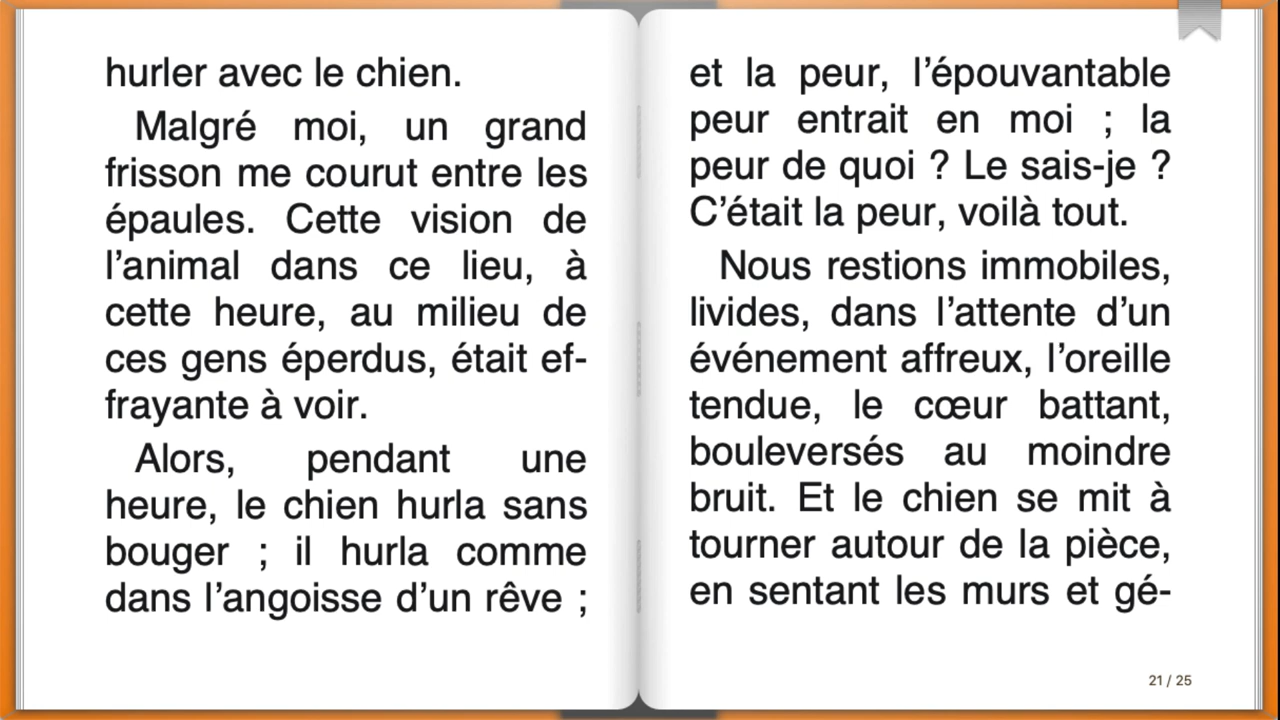 hurler avec le chien.
Malgré moi, un grand
frisson me courut entre les
épaules. Cette vision de
l’animal dans ce lieu, à
cette heure, au milieu de
ces gens éperdus, était ef-
frayante à voir.
Alors, pendant une
heure, le chien hurla sans
bouger ; il hurla comme
dans l’angoisse d’un rêve ;
et la peur, l’épouvantable
peur entrait en moi ; la
peur de quoi ? Le sais-je ?
C’était la peur, voilà tout.
Nous restions immobiles,
livides, dans l’attente d’un
événement affreux, l’oreille
tendue, le cœur battant,
bouleversés au moindre
bruit. Et le chien se mit à
tourner autour de la pièce,
en sentant les murs et gé-
21 / 25